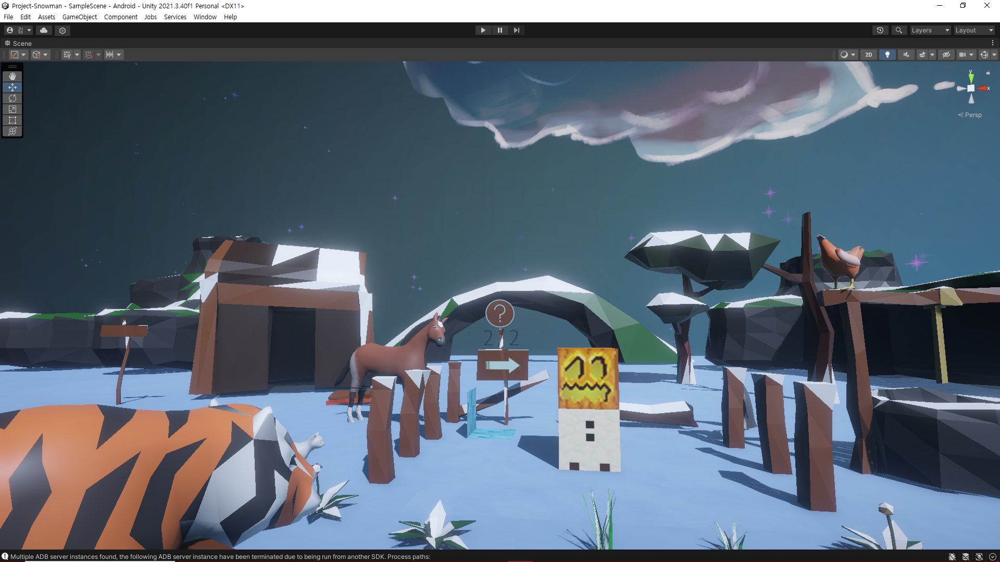 Project-Snowman - SampleScene - Android - Unity 2021.3.40f1 Personal <DX11>
File Edit Assets GameObject Component Jobs Services Window Help
김 Layers Layout
Scene
2D
y
x
Persp
?
2 / 2
Multiple ADB server instances found, the following ADB server instance have been terminated due to being run from another SDK. Process paths: